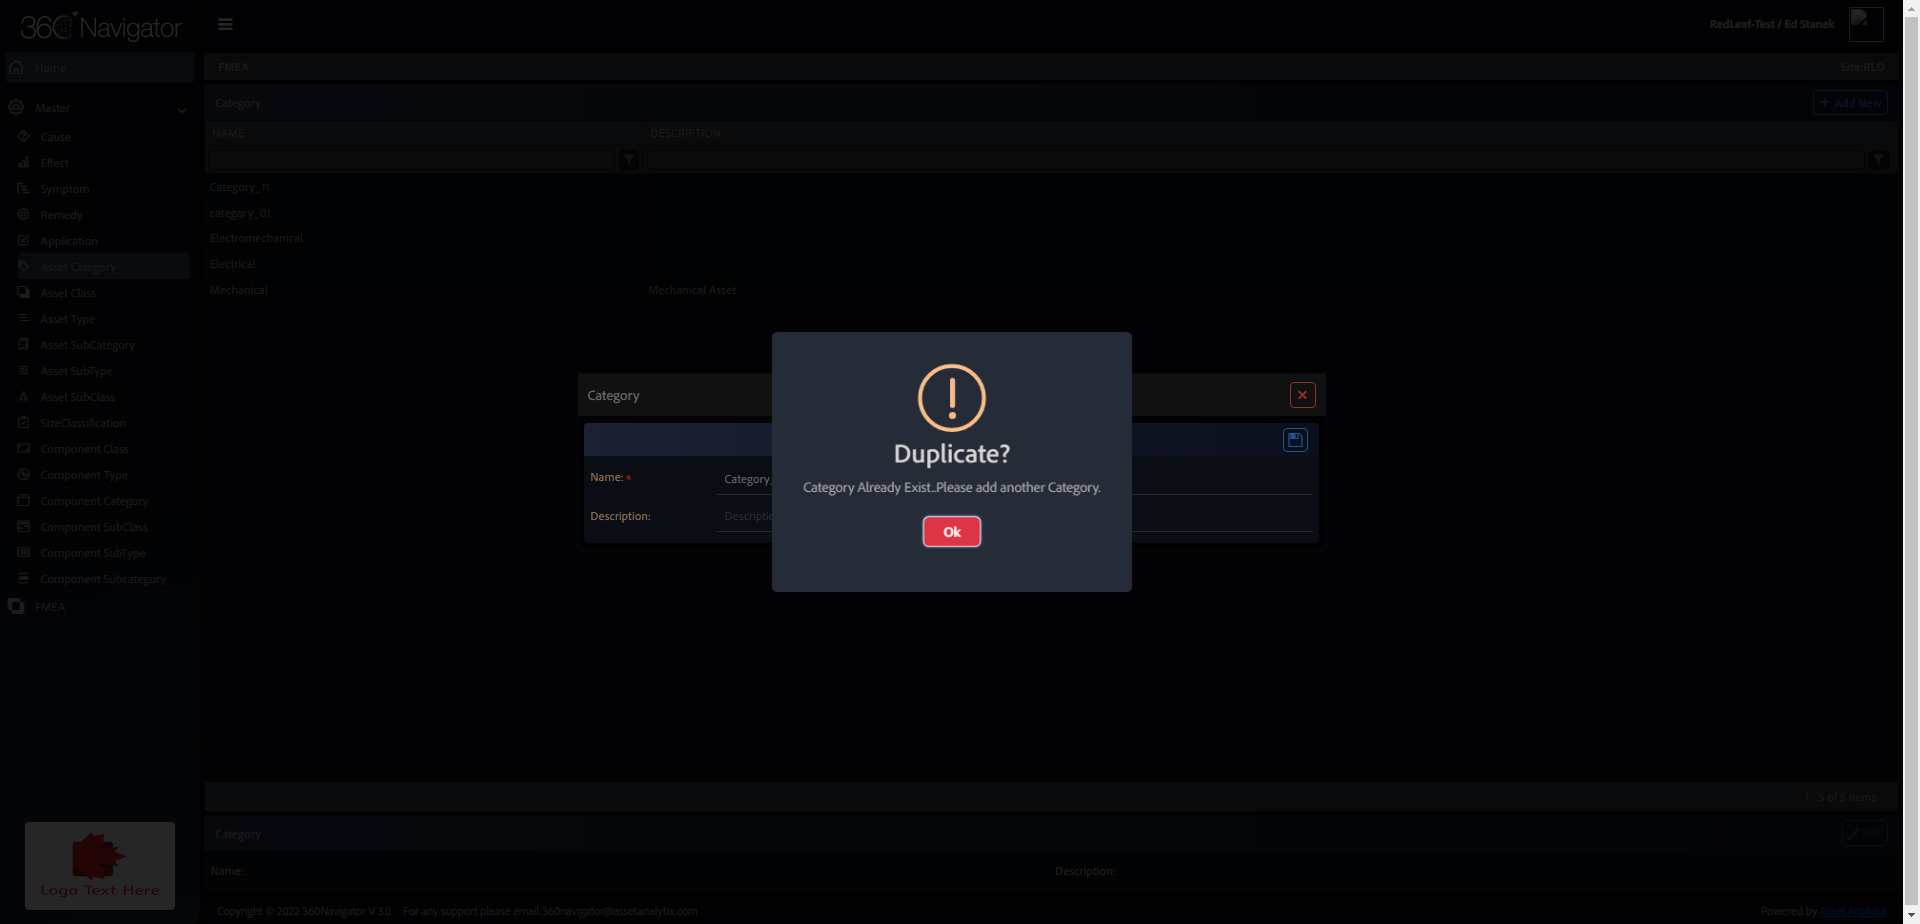 360 Navigator
RedLeaf-Test / Ed Stanek
Home
FMEA
Site:RLD
Master
Category
+ Add New
Cause
NAME
DESCRIPTION
Effect
Symptom
Category_11
Remedy
category_01
Application
Electromechanical
Asset Category
Electrical
Asset Class
Mechanical
Mechanical Asset
Asset Type
Asset SubCategory
Asset SubType
Asset SubClass
SizeClassification
Component Class
Component Type
Component Category
Component SubClass
Component SubType
Component Subcategory
FMEA
Category
Name: *
Category_
Description:
Descriptio
Duplicate?
Category Already Exist..Please add another Category.
Ok
1 - 5 of 5 items
Category
Edit
Name:
Description:
Logo Text Here
Copyright © 2022 360Navigator V 3.0
For any support please email:360navigator@assetanalytix.com
Powered by Asset Analytix